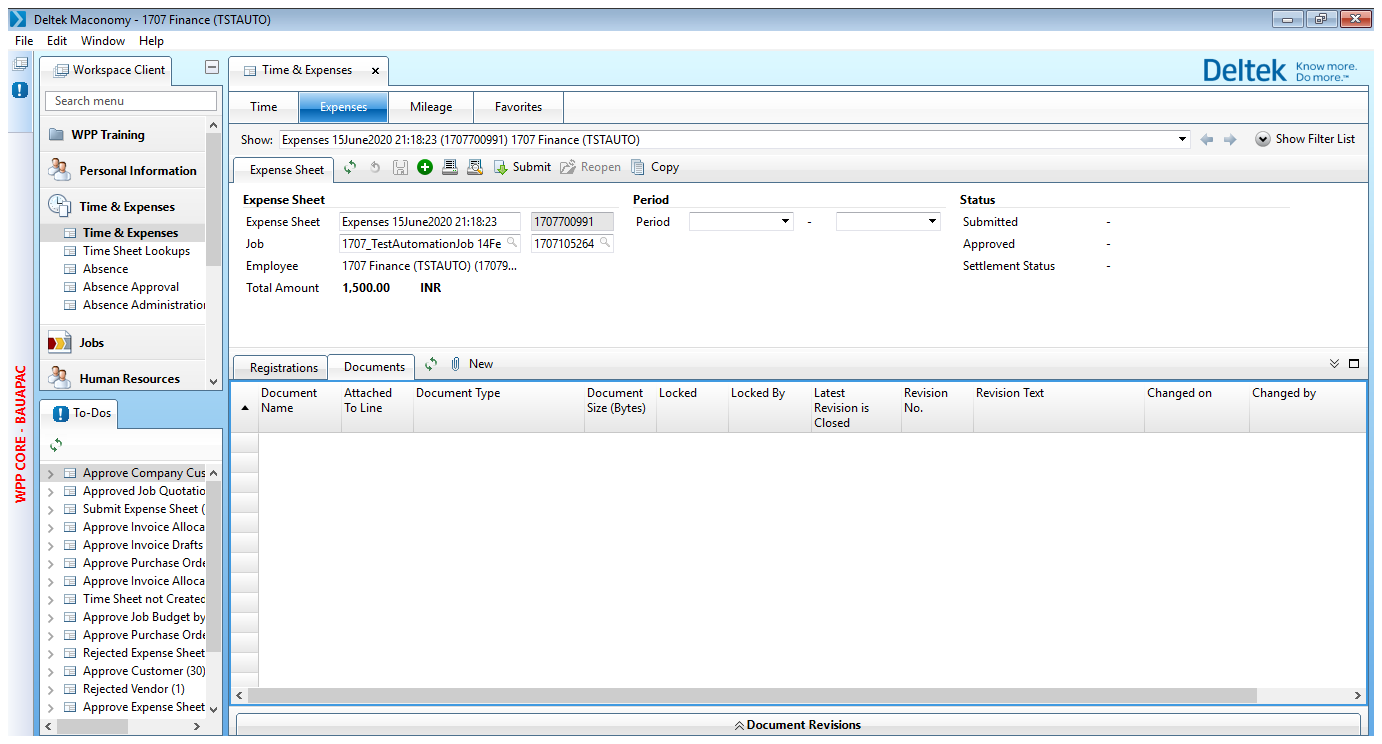 Deltek Maconomy - 1707 Finance (TSTAUTO)
File Edit Window Help
Workspace Client
Time & Expenses x
Deltek Know more. Do more.™
Search menu
Time Expenses Mileage Favorites
WPP Training
Show: Expenses 15June2020 21:18:23 (1707700991) 1707 Finance (TSTAUTO) Show Filter List
Personal Information
Expense Sheet Submit Reopen Copy
Time & Expenses
Expense Sheet Period Status
Time & Expenses
Expense Sheet Expenses 15June2020 21:18:23 1707700991 Period - Submitted -
Time Sheet Lookups
Job 1707_TestAutomationJob 14Fe 1707105264 Approved -
Absence
Employee 1707 Finance (TSTAUTO) (17079... Settlement Status -
Absence Approval
Total Amount 1,500.00 INR
Absence Administration
Jobs
Human Resources
Registrations Documents New
Document Name Attached To Line Document Type Document Size (Bytes) Locked Locked By Latest Revision is Closed Revision No. Revision Text Changed on Changed by
WPP CORE - BAUAPAC
To-Dos
Approve Company Cus
Approved Job Quotatio
Submit Expense Sheet (
Approve Invoice Alloca
Approve Invoice Drafts
Approve Purchase Orde
Approve Invoice Alloca
Time Sheet not Created
Approve Job Budget by
Approve Purchase Orde
Rejected Expense Sheet
Approve Customer (30)
Rejected Vendor (1)
Approve Expense Sheet
Document Revisions